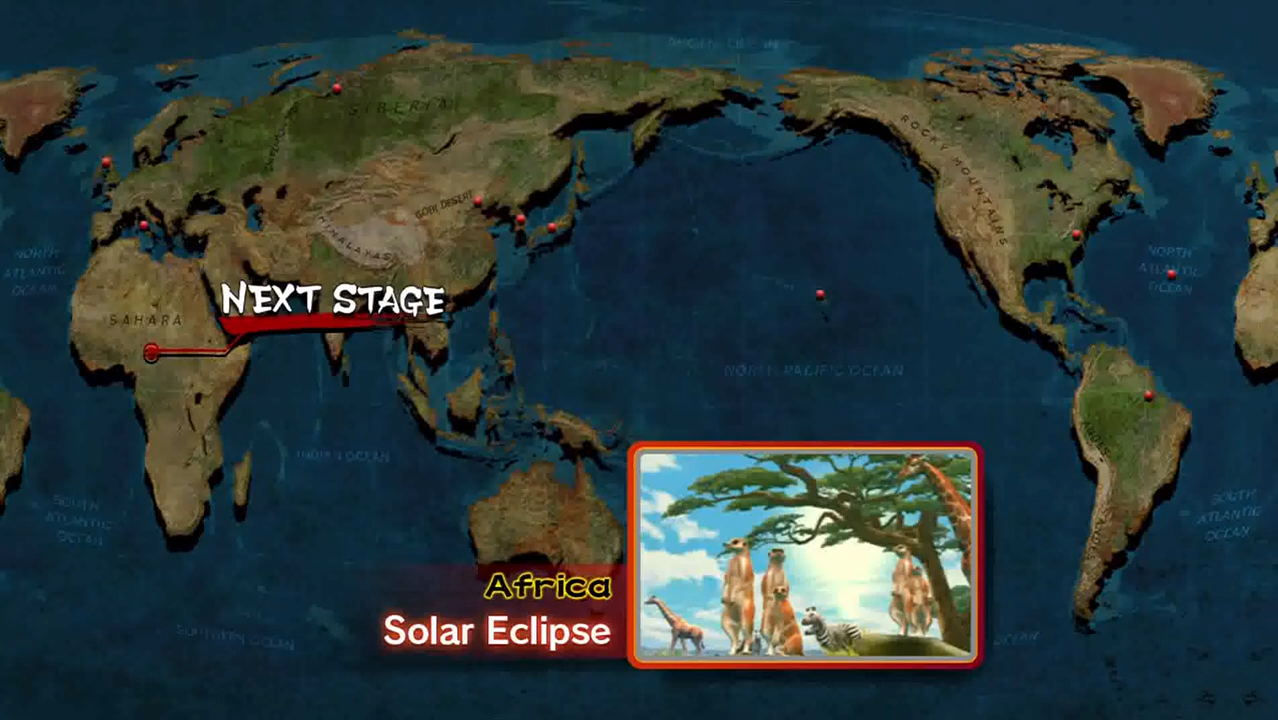 SIBERIA
ROCKY MOUNTAINS
GOBI DESERT
HIMALAYAS
NORTH
ATLANTIC
OCEAN
NORTH
ATLANTIC
OCEAN
NEXT STAGE
SAHARA
NORTH PACIFIC OCEAN
INDIAN OCEAN
SOUTH
ATLANTIC
OCEAN
SOUTH
ATLANTIC
OCEAN
Africa
Solar Eclipse
SOUTHERN OCEAN
OCEAN